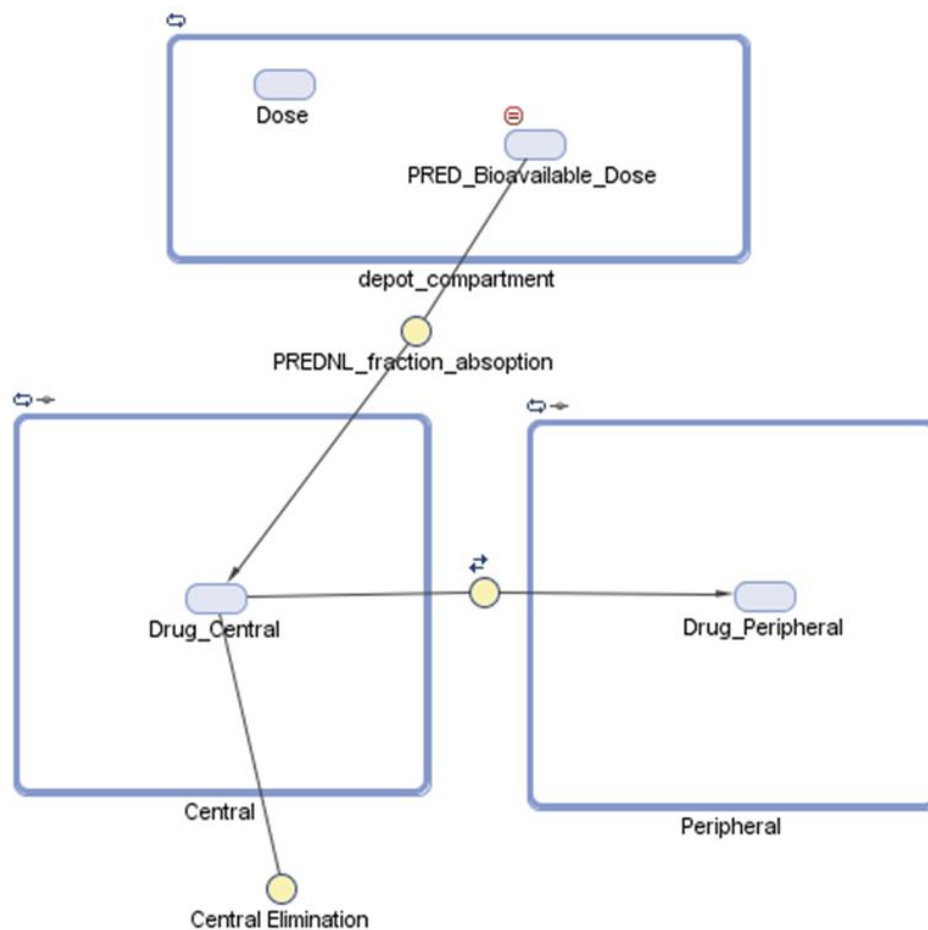 Dose
PRED_Bioavailable_Dose
depot_compartment
PREDNL_fraction_absoption
Drug_Central
Drug_Peripheral
Central
Peripheral
Central Elimination